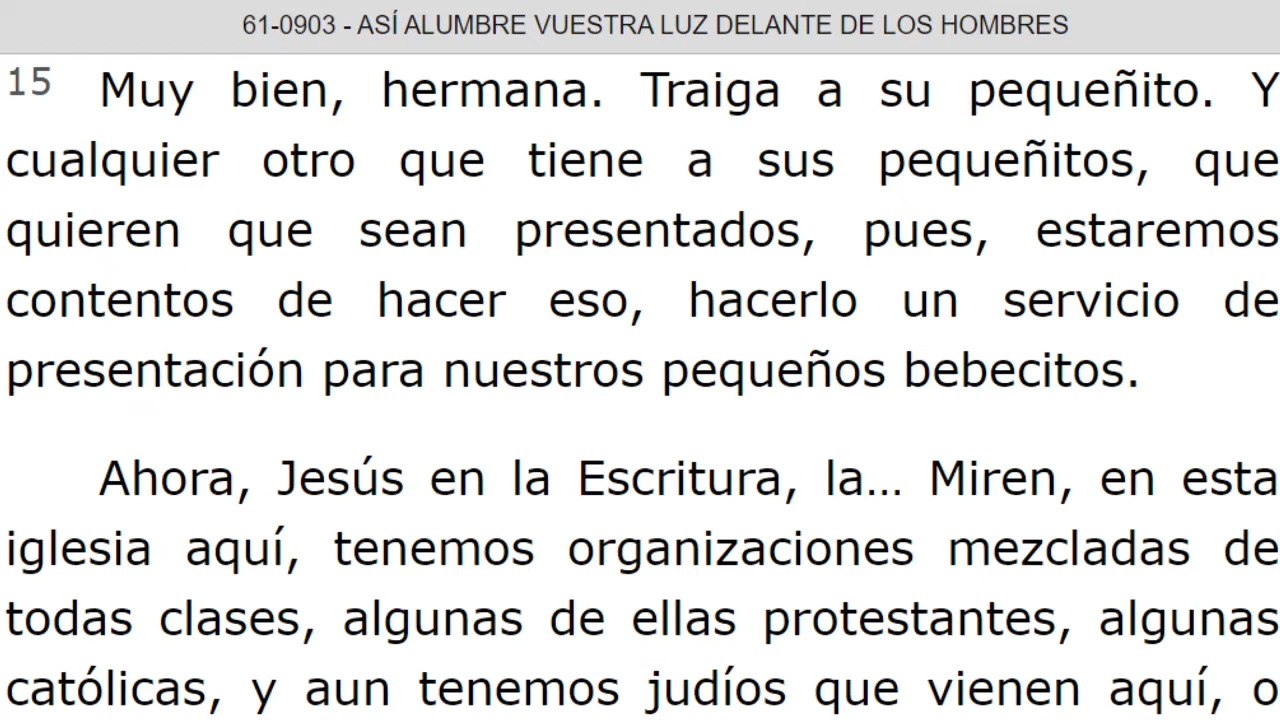 61-0903 - ASÍ ALUMBRE VUESTRA LUZ DELANTE DE LOS HOMBRES
15 Muy bien, hermana. Traiga a su pequeñito. Y
cualquier otro que tiene a sus pequeñitos, que
quieren que sean presentados, pues, estaremos
contentos de hacer eso, hacerlo un servicio de
presentación para nuestros pequeños bebecitos.
Ahora, Jesús en la Escritura, la… Miren, en esta
iglesia aquí, tenemos organizaciones mezcladas de
todas clases, algunas de ellas protestantes, algunas
católicas, y aun tenemos judíos que vienen aquí, o